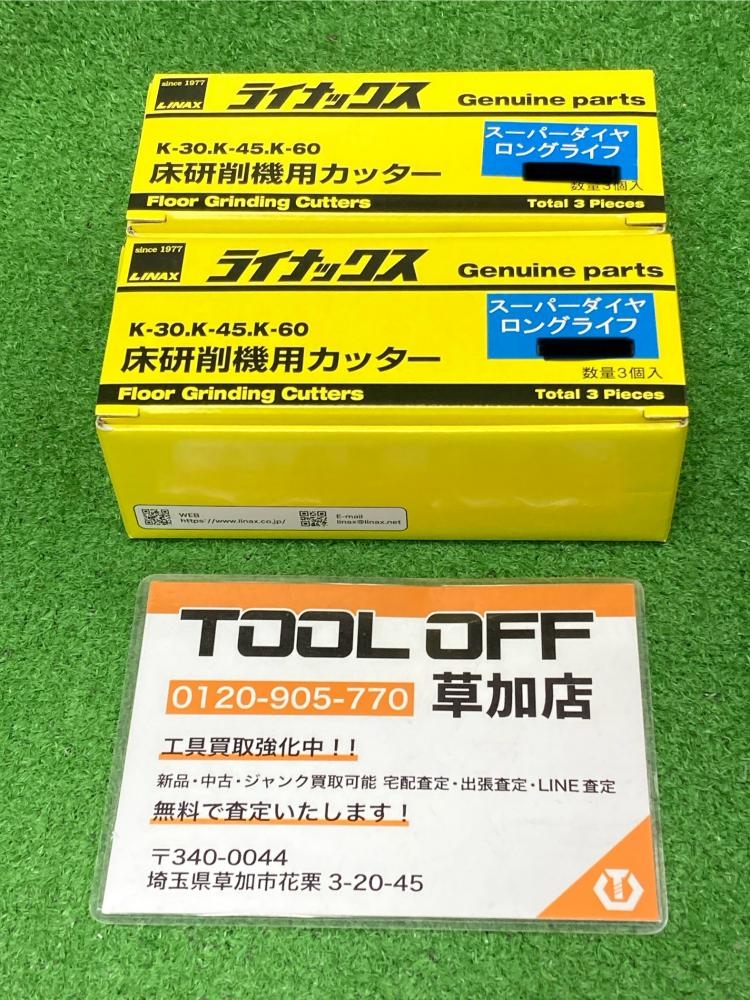 since 1977
LINAX
ライナックス
Genuine parts
K-30.K-45.K-60
スーパーダイヤ
ロングライフ
床研削機用カッター
数量3個入
Floor Grinding Cutters
Total 3 Pieces
since 1977
LINAX
ライナックス
Genuine parts
K-30.K-45.K-60
スーパーダイヤ
ロングライフ
床研削機用カッター
数量3個入
Floor Grinding Cutters
Total 3 Pieces
WEB
https://www.linax.co.jp/
E-mail
linax@linax.net
TOOL OFF
0120-905-770 草加店
工具買取強化中!!
新品・中古・ジャンク買取可能 宅配査定・出張査定・LINE査定
無料で査定いたします!
〒340-0044
埼玉県草加市花栗 3-20-45